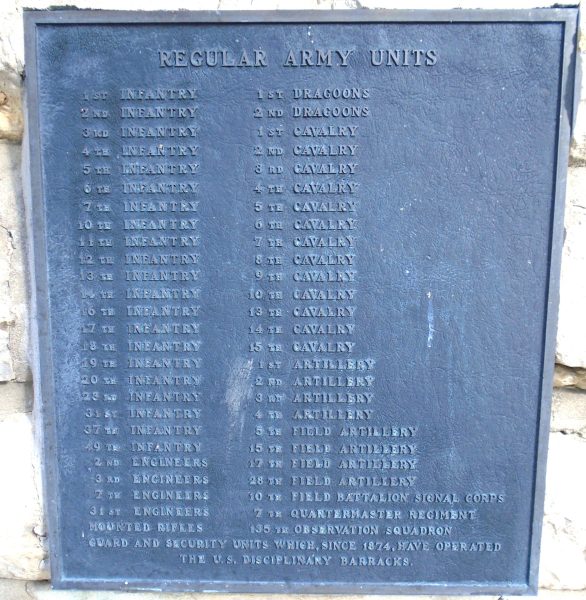 REGULAR ARMY UNITS
1ST INFANTRY
2ND INFANTRY
3RD INFANTRY
4TH INFANTRY
5TH INFANTRY
6TH INFANTRY
7TH INFANTRY
10TH INFANTRY
11TH INFANTRY
12TH INFANTRY
13TH INFANTRY
14TH INFANTRY
16TH INFANTRY
17TH INFANTRY
18TH INFANTRY
19TH INFANTRY
20TH INFANTRY
23RD INFANTRY
31ST INFANTRY
37TH INFANTRY
49TH INFANTRY
2ND ENGINEERS
3RD ENGINEERS
7TH ENGINEERS
31ST ENGINEERS
MOUNTED RIFLES
1ST DRAGOONS
2ND DRAGOONS
1ST CAVALRY
2ND CAVALRY
3RD CAVALRY
4TH CAVALRY
5TH CAVALRY
6TH CAVALRY
7TH CAVALRY
8TH CAVALRY
9TH CAVALRY
10TH CAVALRY
13TH CAVALRY
14TH CAVALRY
15TH CAVALRY
1ST ARTILLERY
2ND ARTILLERY
3RD ARTILLERY
4TH ARTILLERY
5TH FIELD ARTILLERY
15TH FIELD ARTILLERY
17TH FIELD ARTILLERY
28TH FIELD ARTILLERY
10TH FIELD BATTALION SIGNAL CORPS
7TH QUARTERMASTER REGIMENT
135TH OBSERVATION SQUADRON
GUARD AND SECURITY UNITS WHICH, SINCE 1874, HAVE OPERATED
THE U.S. DISCIPLINARY BARRACKS.